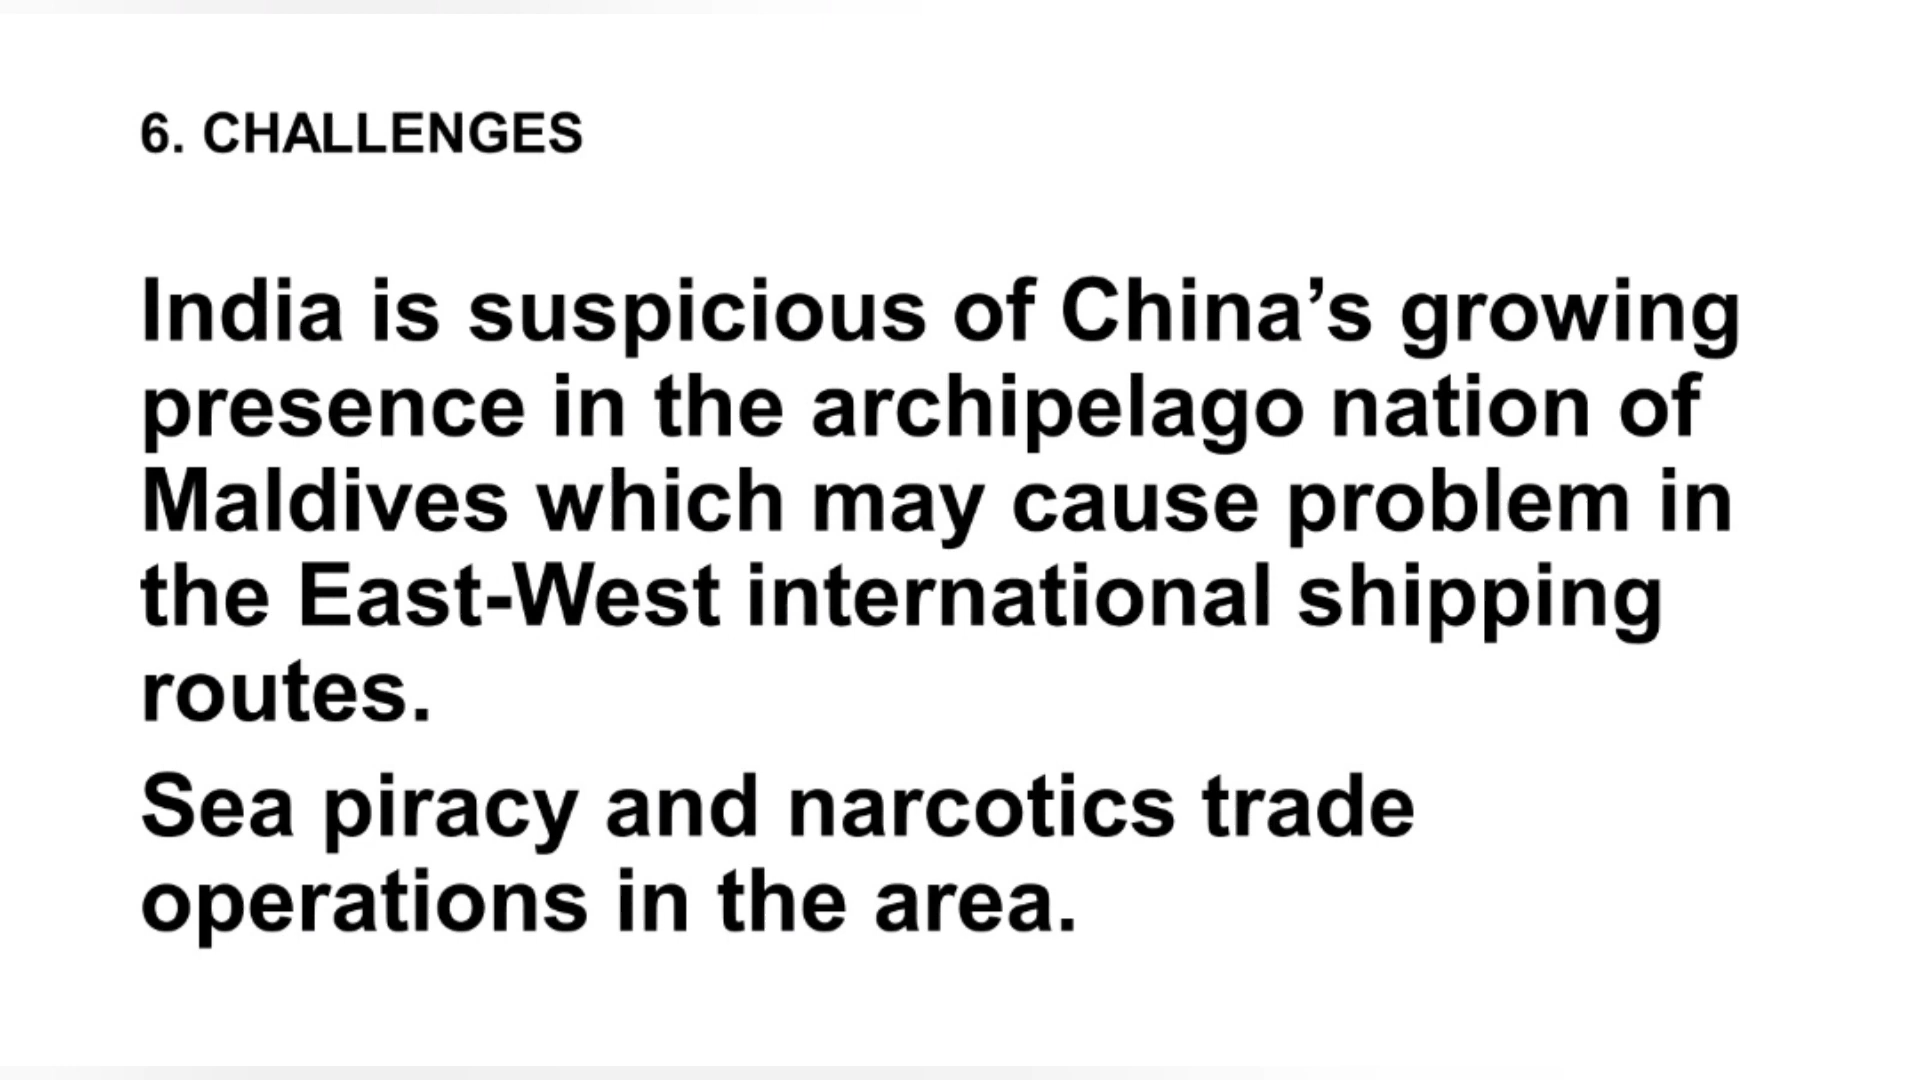 6. CHALLENGES
India is suspicious of China’s growing
presence in the archipelago nation of
Maldives which may cause problem in
the East-West international shipping
routes.
Sea piracy and narcotics trade
operations in the area.